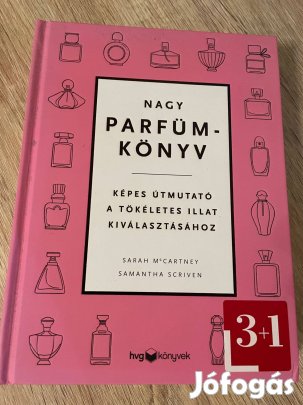 NAGY
PARFÜM-
KÖNYV
KÉPES ÚTMUTATÓ
A TÖKÉLETES ILLAT
KIVÁLASZTÁSÁHOZ
SARAH McCARTNEY
SAMANTHA SCRIVEN
3+1
hvg könyvek
Jófogás